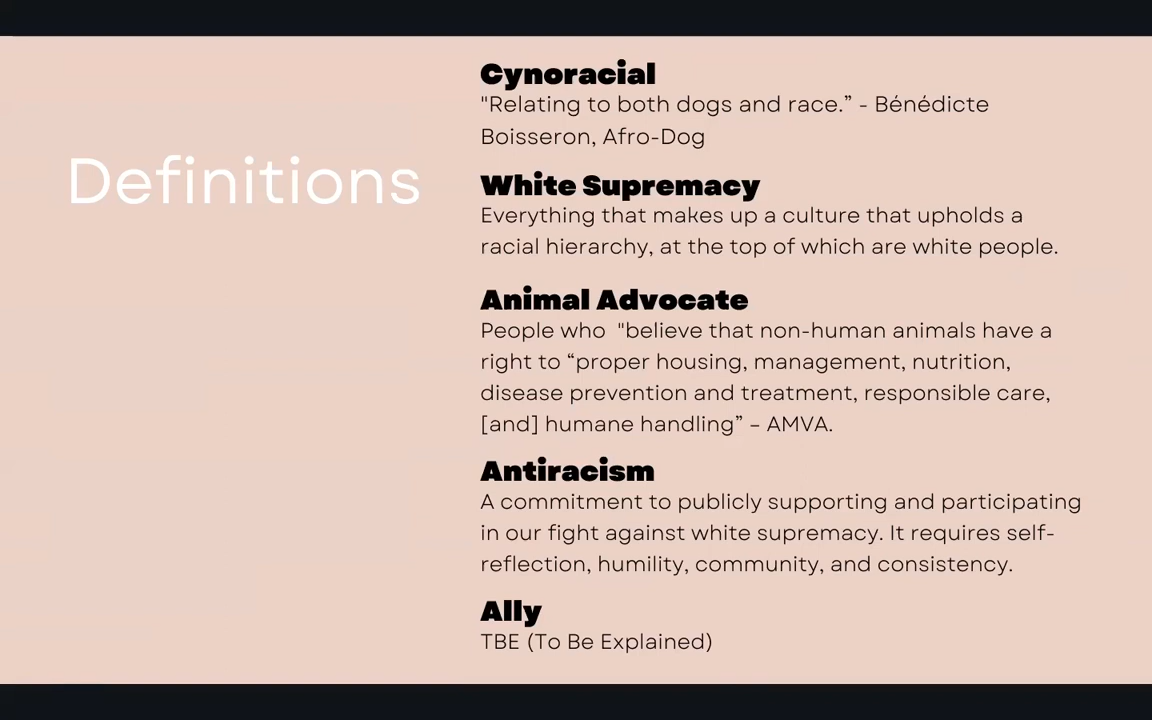 Definitions
Cynoracial
"Relating to both dogs and race.” - Bénédicte
Boisseron, Afro-Dog
White Supremacy
Everything that makes up a culture that upholds a
racial hierarchy, at the top of which are white people.
Animal Advocate
People who  "believe that non-human animals have a
right to “proper housing, management, nutrition,
disease prevention and treatment, responsible care,
[and] humane handling” – AMVA.
Antiracism
A commitment to publicly supporting and participating
in our fight against white supremacy. It requires self-
reflection, humility, community, and consistency.
Ally
TBE (To Be Explained)